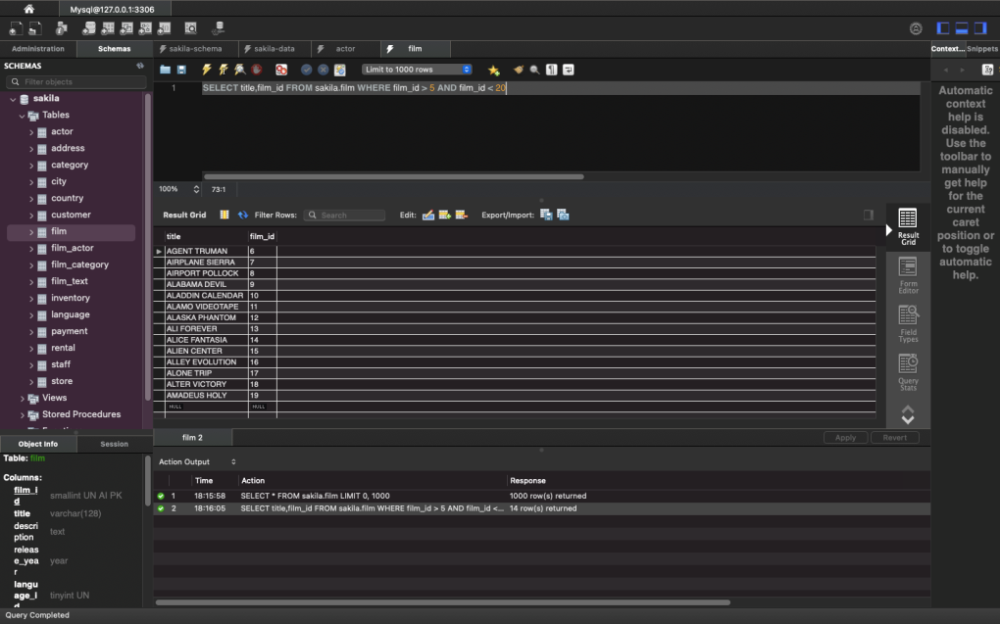 Mysql@127.0.0.1:3306
Administration Schemas sakila-schema sakila-data actor film Context... Snippets
SCHEMAS
Filter objects
Limit to 1000 rows
1 SELECT title,film_id FROM sakila.film WHERE film_id > 5 AND film_id < 20
sakila
Tables
actor
address
category
city
country
customer
film
film_actor
film_category
film_text
inventory
language
payment
rental
staff
store
Views
Stored Procedures
100% 73:1
Result Grid Filter Rows: Search Edit: Export/Import:
title film_id
AGENT TRUMAN 6
AIRPLANE SIERRA 7
AIRPORT POLLOCK 8
ALABAMA DEVIL 9
ALADDIN CALENDAR 10
ALAMO VIDEOTAPE 11
ALASKA PHANTOM 12
ALI FOREVER 13
ALICE FANTASIA 14
ALIEN CENTER 15
ALLEY EVOLUTION 16
ALONE TRIP 17
ALTER VICTORY 18
AMADEUS HOLY 19
NULL NULL
Result
Grid
Form
Editor
Field
Types
Query
Stats
Automatic
context
help is
disabled.
Use the
toolbar to
manually
get help
for the
current
caret
position or
to toggle
automatic
help.
film 2 Apply Revert
Object Info Session
Table: film
Columns:
film_i
d smallint UN AI PK
title varchar(128)
descri
ption text
releas
e_yea
r year
langu
age_i
d tinyint UN
Action Output
Time Action Response
1 18:15:58 SELECT * FROM sakila.film LIMIT 0, 1000 1000 row(s) returned
2 18:16:05 SELECT title,film_id FROM sakila.film WHERE film_id > 5 AND film_id <... 14 row(s) returned
Query Completed